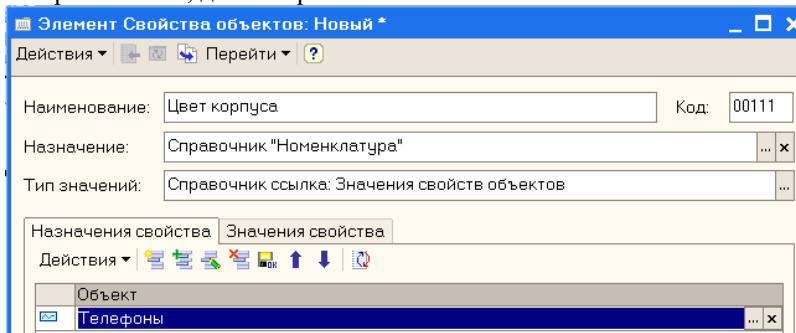 Элемент Свойства объектов: Новый *
Действия Перейти
Наименование: Цвет корпуса Код: 00111
Назначение: Справочник "Номенклатура" ... x
Тип значений: Справочник ссылка: Значения свойств объектов ...
Назначения свойства Значения свойства
Действия
Объект
Телефоны ... x